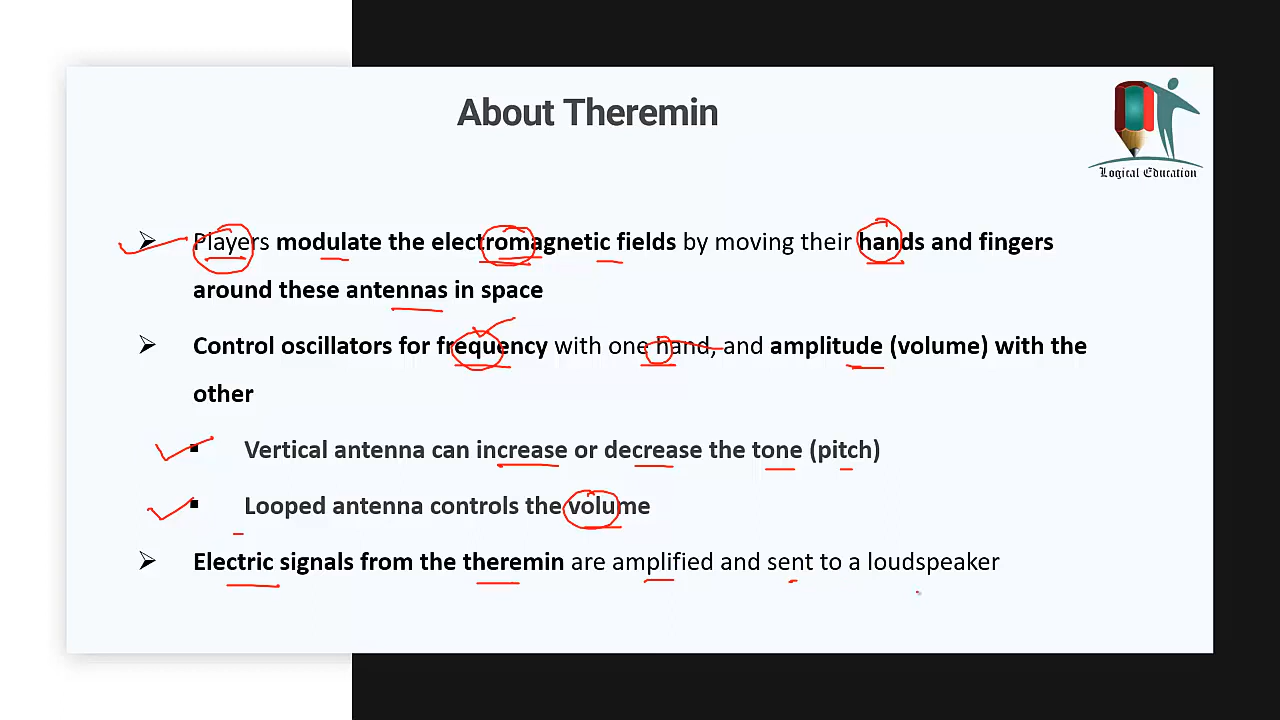 About Theremin
Logical Education
Players modulate the electromagnetic fields by moving their hands and fingers
around these antennas in space
Control oscillators for frequency with one hand, and amplitude (volume) with the
other
Vertical antenna can increase or decrease the tone (pitch)
Looped antenna controls the volume
Electric signals from the theremin are amplified and sent to a loudspeaker